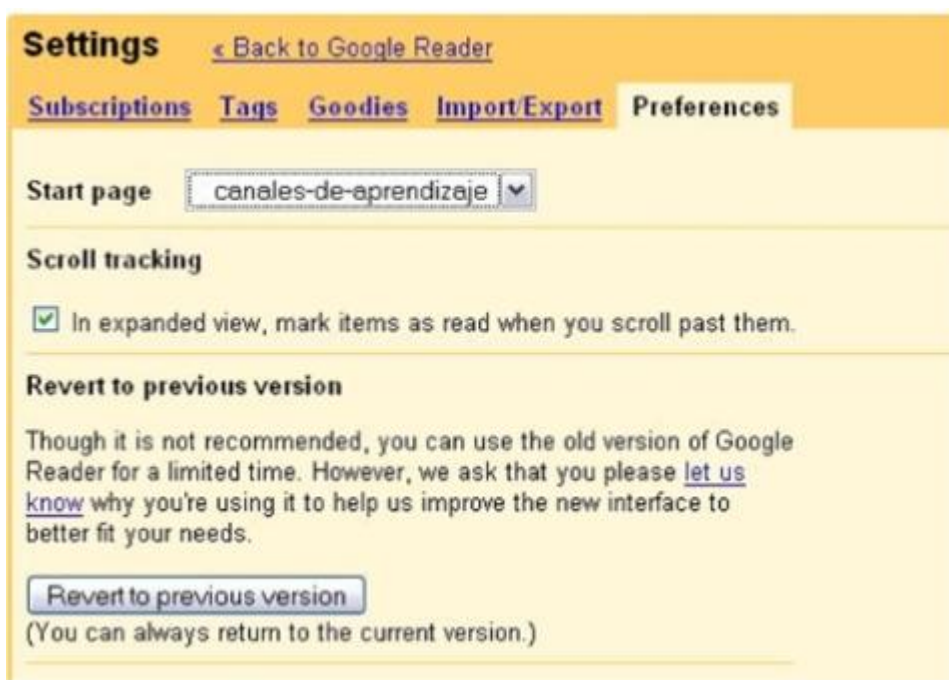 Settings « Back to Google Reader
Subscriptions Tags Goodies Import/Export Preferences
Start page canales-de-aprendizaje
Scroll tracking
In expanded view, mark items as read when you scroll past them.
Revert to previous version
Though it is not recommended, you can use the old version of Google
Reader for a limited time. However, we ask that you please let us
know why you're using it to help us improve the new interface to
better fit your needs.
Revert to previous version
(You can always return to the current version.)